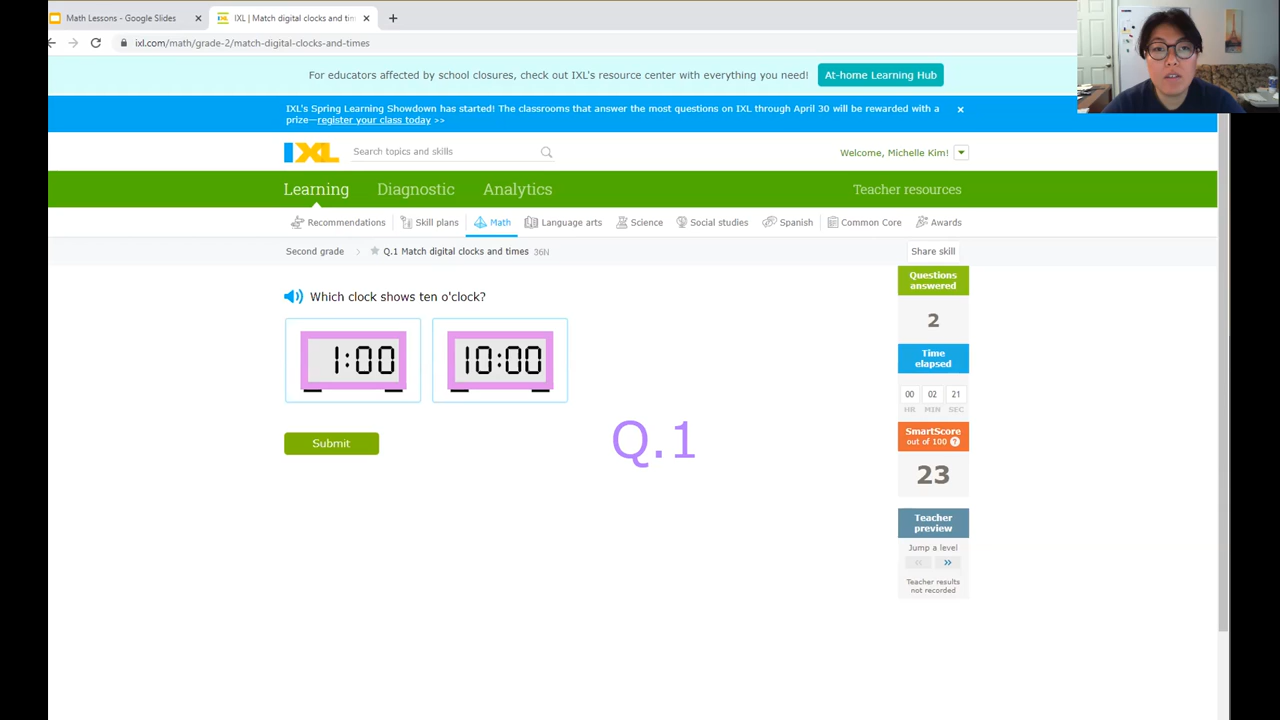 Math Lessons - Google Slides
IXL | Match digital clocks and tim
ixl.com/math/grade-2/match-digital-clocks-and-times
For educators affected by school closures, check out IXL's resource center with everything you need!
At-home Learning Hub
IXL's Spring Learning Showdown has started! The classrooms that answer the most questions on IXL through April 30 will be rewarded with a
prize—register your class today >>
IXL
Search topics and skills
Welcome, Michelle Kim!
Learning
Diagnostic
Analytics
Teacher resources
Recommendations
Skill plans
Math
Language arts
Science
Social studies
Spanish
Common Core
Awards
Second grade
Q.1 Match digital clocks and times 36N
Share skill
Which clock shows ten o'clock?
1:00
10:00
Submit
Q.1
Questions
answered
2
Time
elapsed
00 02 21
HR MIN SEC
SmartScore
out of 100 ?
23
Teacher
preview
Jump a level
Teacher results
not recorded